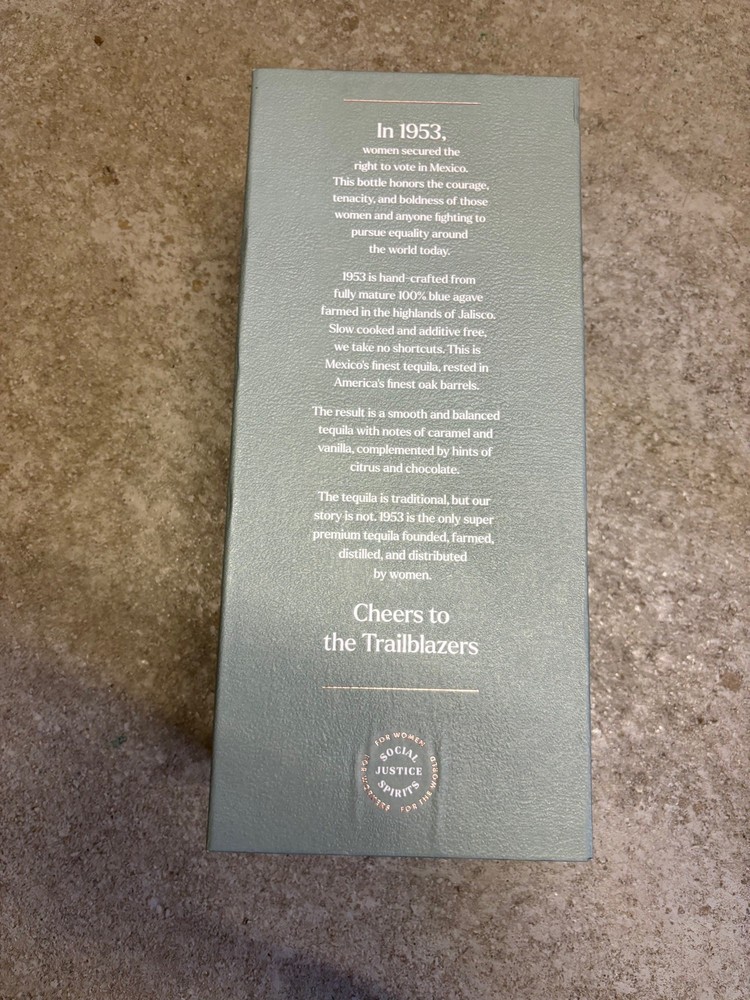 In 1953,
women secured the
right to vote in Mexico.
This bottle honors the courage,
tenacity, and boldness of those
women and anyone fighting to
pursue equality around
the world today.
1953 is hand-crafted from
fully mature 100% blue agave
farmed in the highlands of Jalisco.
Slow cooked and additive free,
we take no shortcuts. This is
Mexico's finest tequila, rested in
America's finest oak barrels.
The result is a smooth and balanced
tequila with notes of caramel and
vanilla, complemented by hints of
citrus and chocolate.
The tequila is traditional, but our
story is not. 1953 is the only super
premium tequila founded, farmed,
distilled, and distributed
by women.
Cheers to
the Trailblazers
FOR WOMEN
SOCIAL
JUSTICE
SPIRITS
FOR THE WORLD
FOR WORKERS